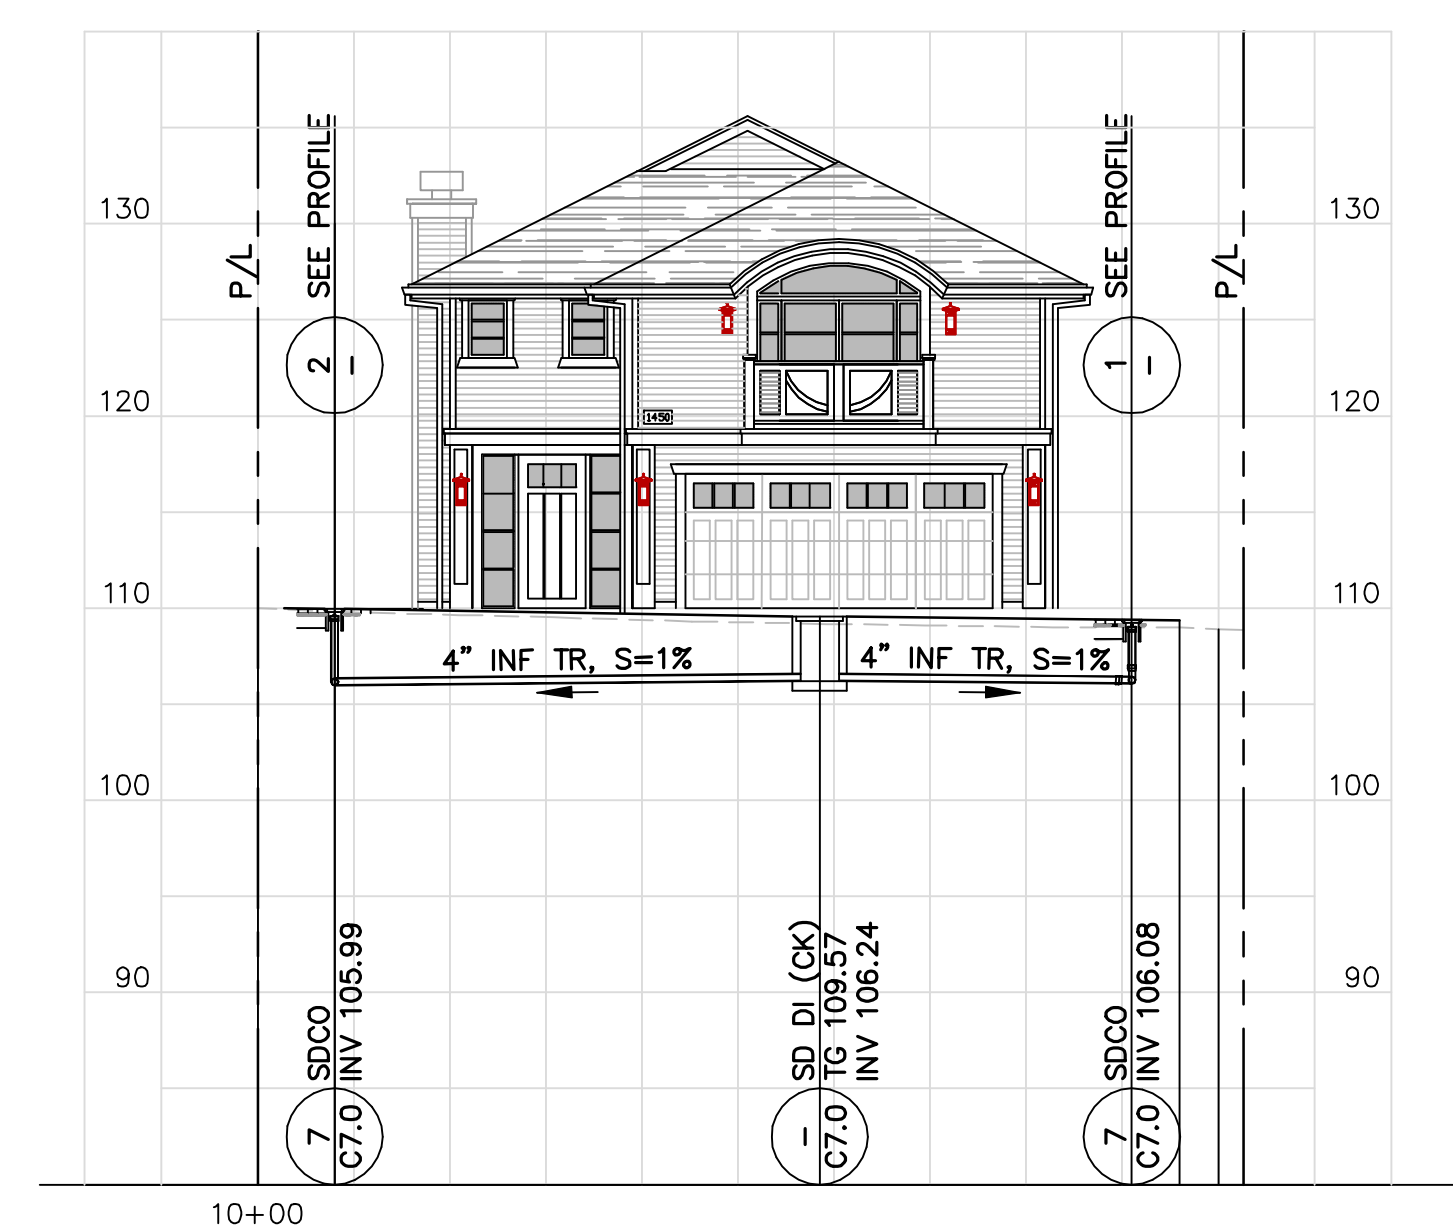 SEE PROFILE
SEE PROFILE
P/L
P/L
2
-
1
-
130
130
120
120
110
110
100
100
90
90
1450
4" INF TR, S=1%
4" INF TR, S=1%
SDCO
INV 105.99
7
C7.0
SD DI (CK)
TG 109.57
INV 106.24
-
C7.0
SDCO
INV 106.08
7
C7.0
10+00